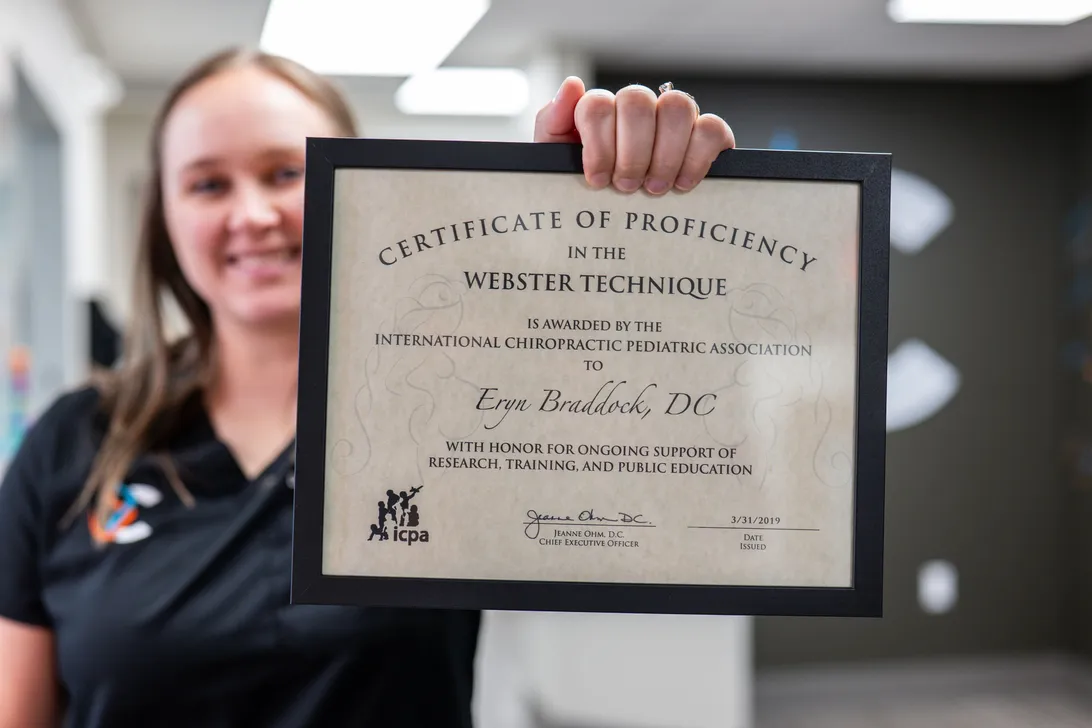 CERTIFICATE OF PROFICIENCY
IN THE
WEBSTER TECHNIQUE
IS AWARDED BY THE
INTERNATIONAL CHIROPRACTIC PEDIATRIC ASSOCIATION
TO
Eryn Braddock, DC
WITH HONOR FOR ONGOING SUPPORT OF
RESEARCH, TRAINING, AND PUBLIC EDUCATION
icpa
Jeanne Ohm D.C.
JEANNE OHM, D.C.
CHIEF EXECUTIVE OFFICER
3/31/2019
DATE
ISSUED